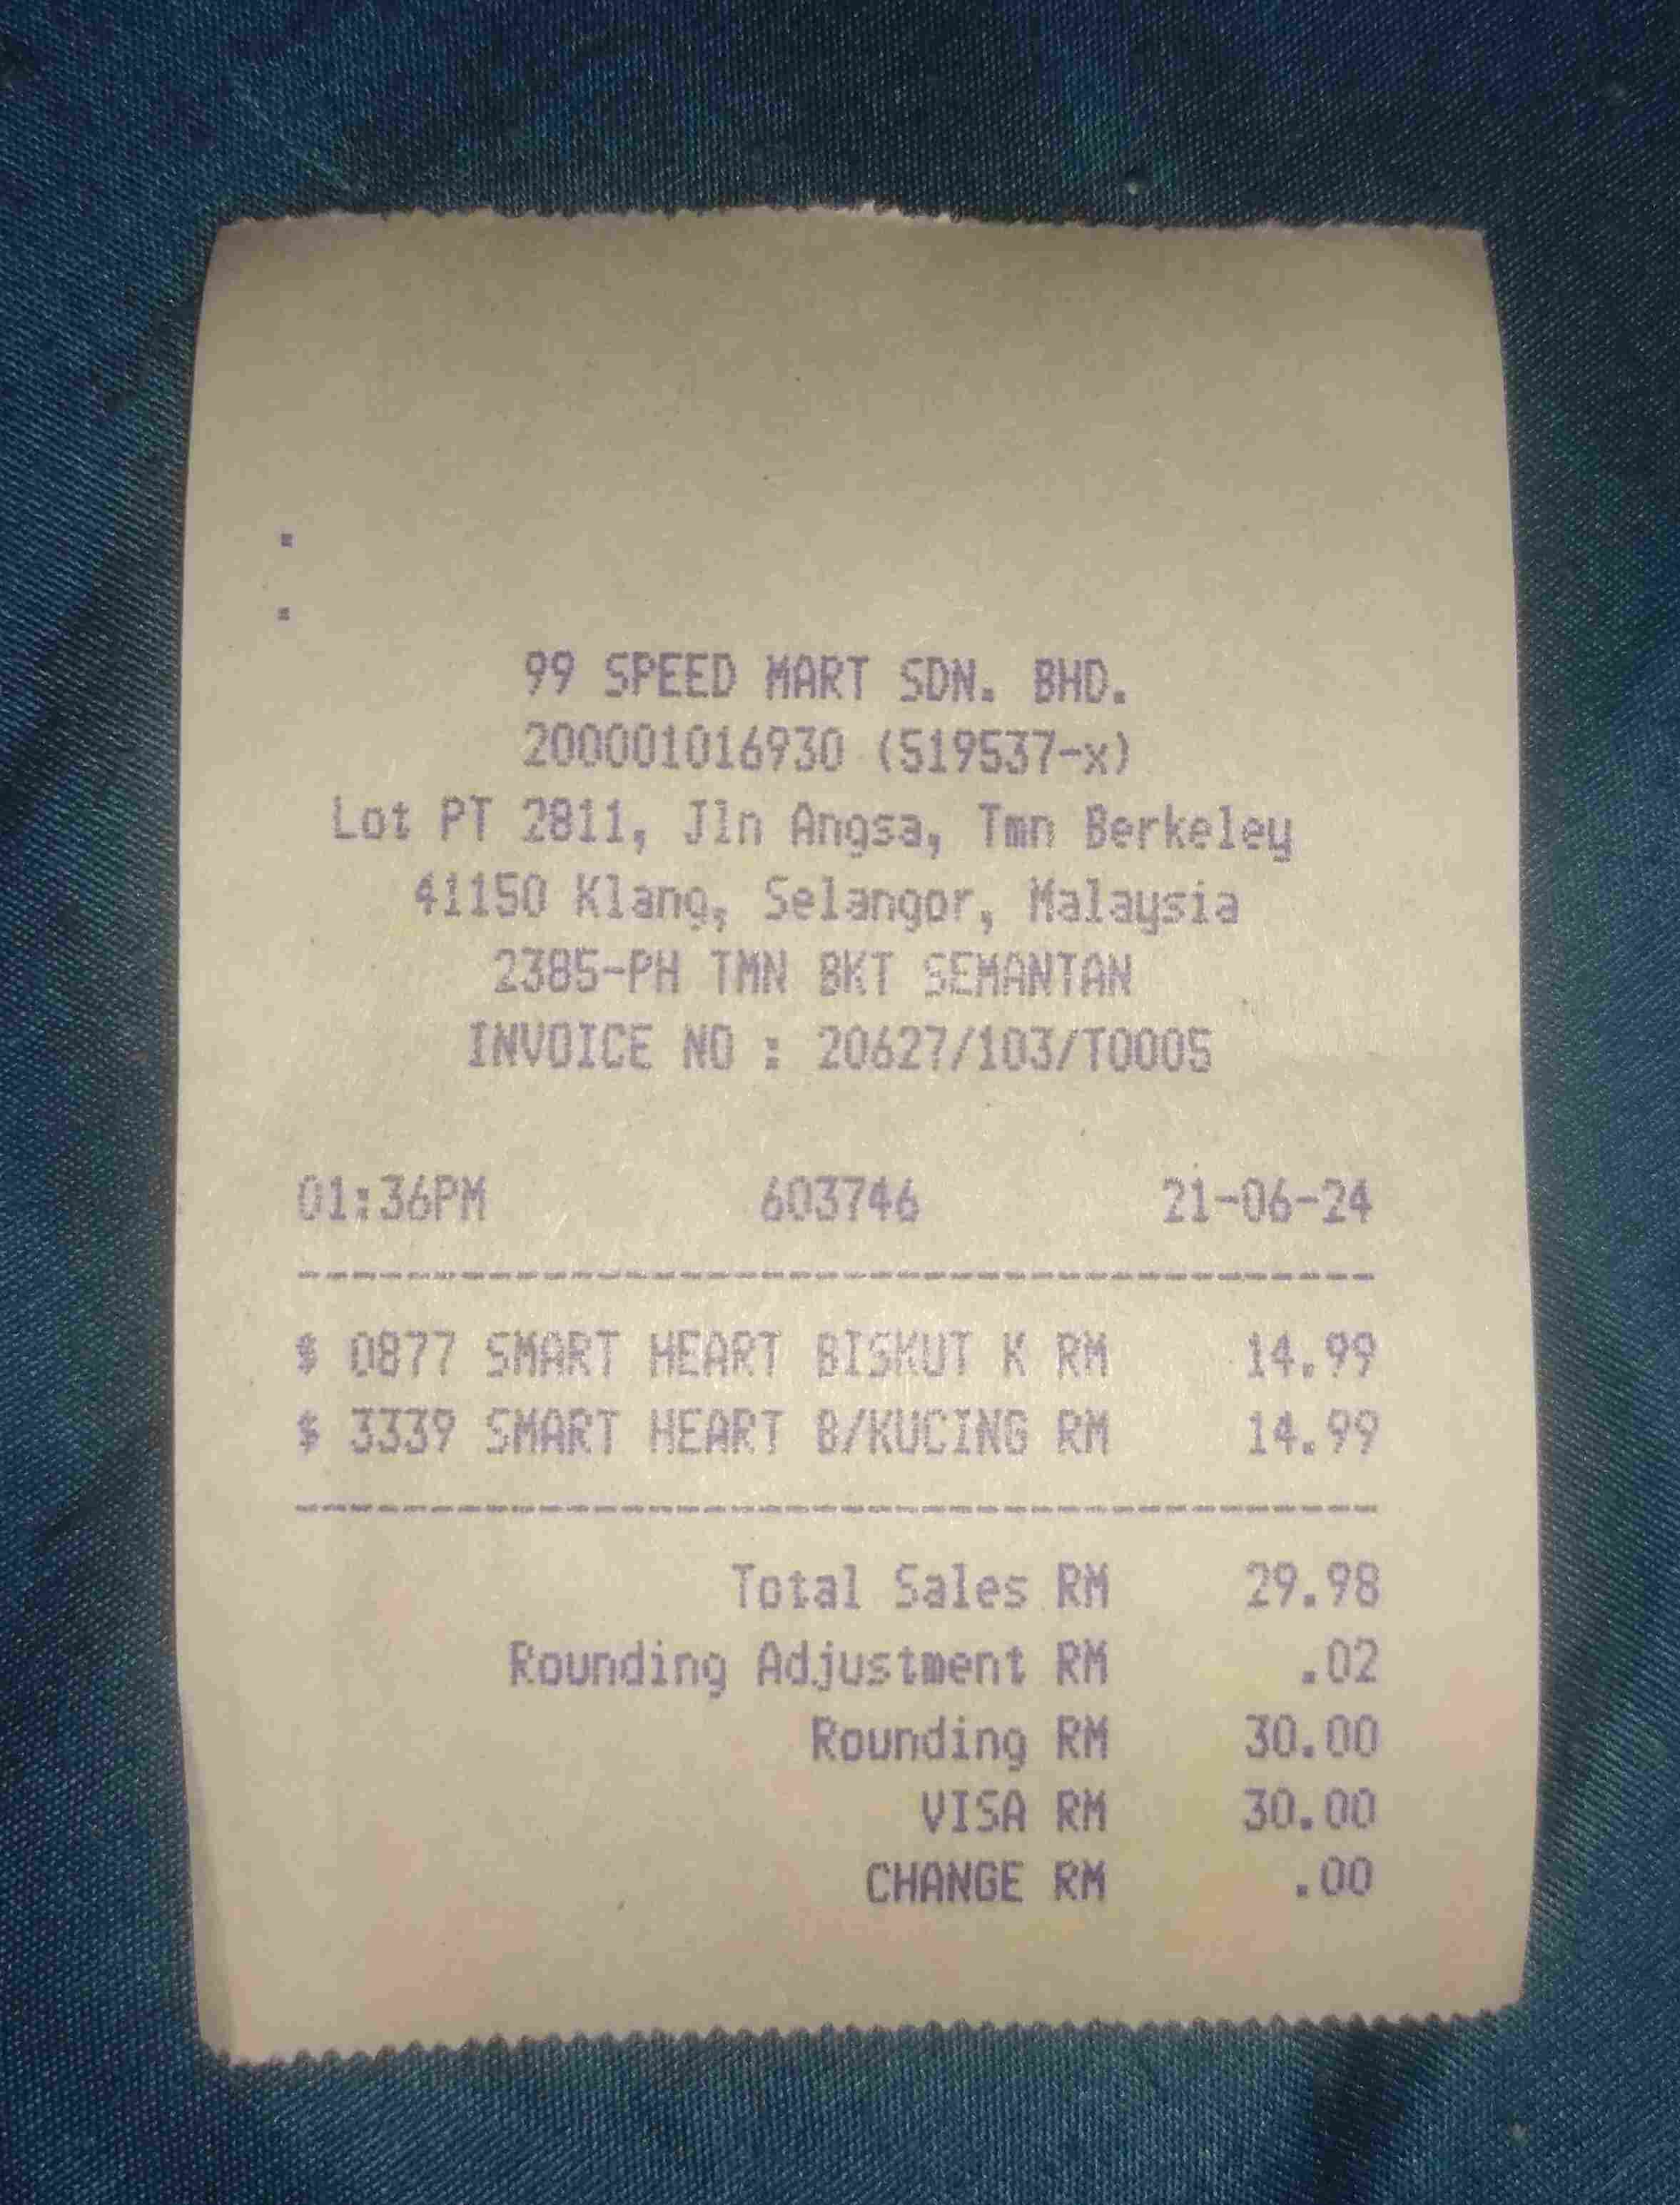 99 SPEED MART SDN. BHD.
200001016930 (519537-x)
Lot PT 2811, Jln Angsa, Tmn Berkeley
41150 Klang, Selangor, Malaysia
2385-PH TMN BKT SEMANTAN
INVOICE NO : 20627/103/T0005
01:36PM 603746 21-06-24
$ 0877 SMART HEART BISKUT K RM 14.99
$ 3339 SMART HEART B/KUCING RM 14.99
Total Sales RM 29.98
Rounding Adjustment RM .02
Rounding RM 30.00
VISA RM 30.00
CHANGE RM .00